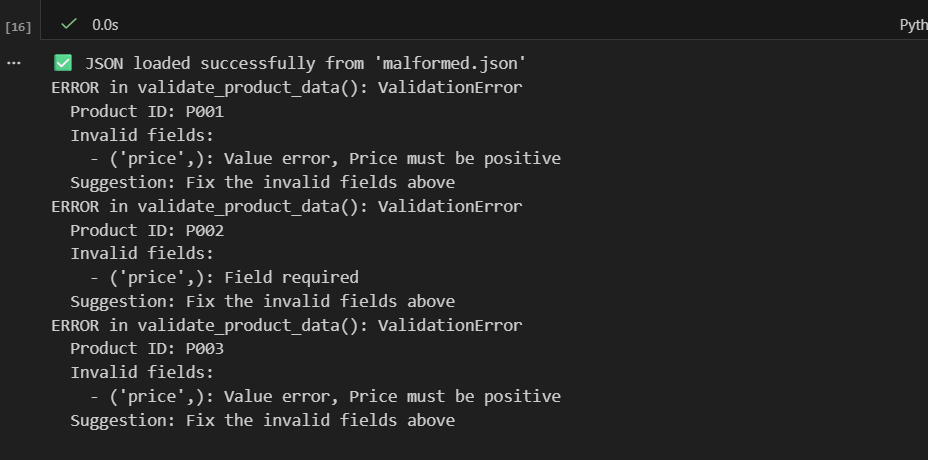 [16]
✓ 0.0s
Pyth
...
✅ JSON loaded successfully from 'malformed.json'
ERROR in validate_product_data(): ValidationError
  Product ID: P001
  Invalid fields:
    - ('price',): Value error, Price must be positive
  Suggestion: Fix the invalid fields above
ERROR in validate_product_data(): ValidationError
  Product ID: P002
  Invalid fields:
    - ('price',): Field required
  Suggestion: Fix the invalid fields above
ERROR in validate_product_data(): ValidationError
  Product ID: P003
  Invalid fields:
    - ('price',): Value error, Price must be positive
  Suggestion: Fix the invalid fields above